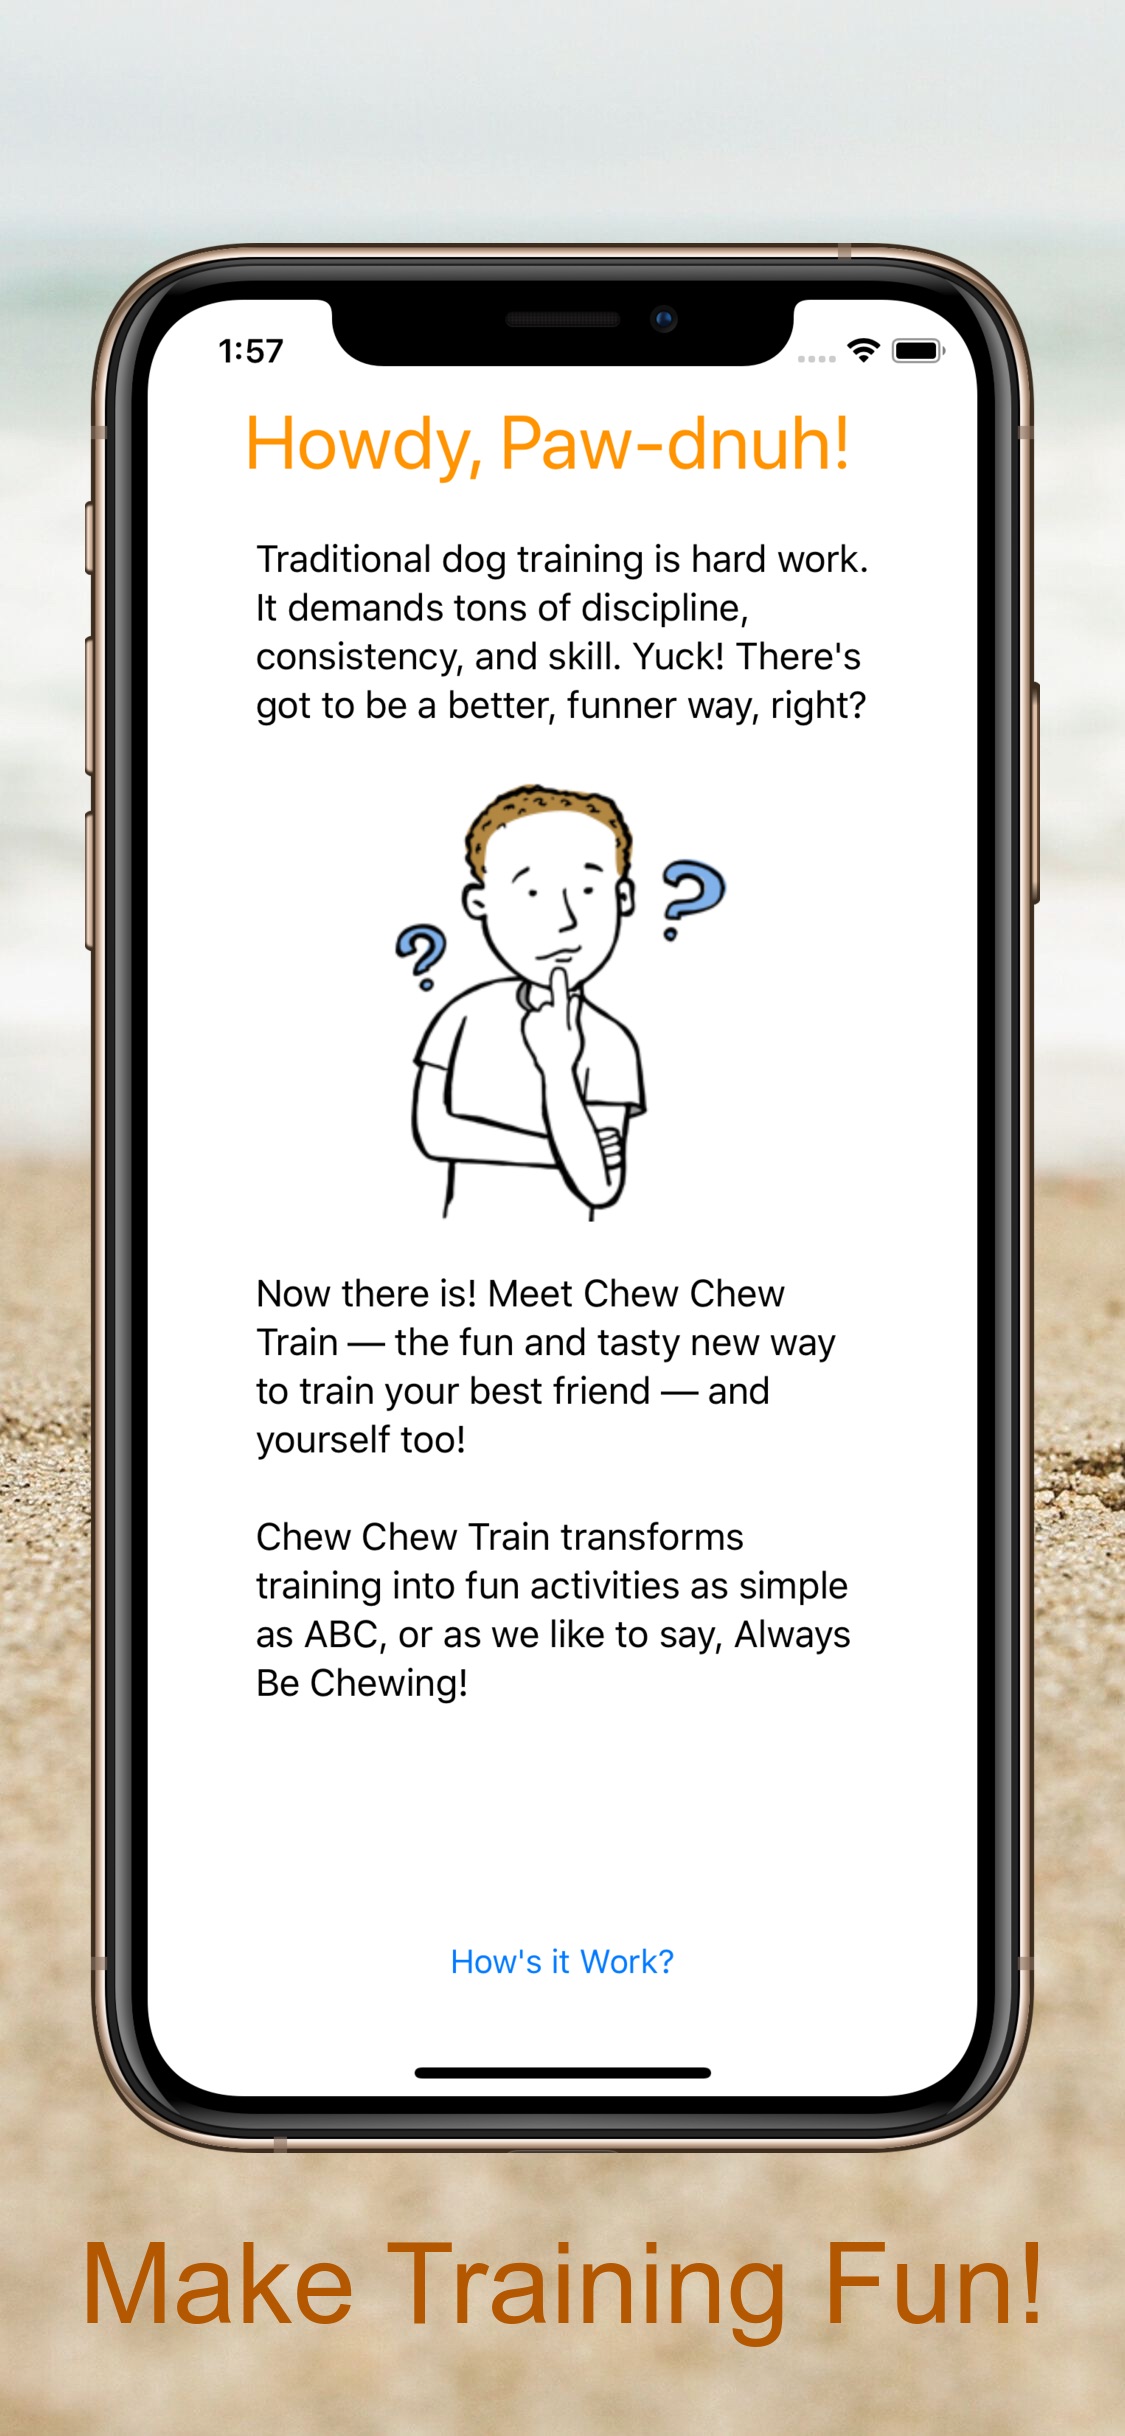 1:57
Howdy, Paw-dnuh!
Traditional dog training is hard work.
It demands tons of discipline,
consistency, and skill. Yuck! There's
got to be a better, funner way, right?
?
?
Now there is! Meet Chew Chew
Train — the fun and tasty new way
to train your best friend — and
yourself too!
Chew Chew Train transforms
training into fun activities as simple
as ABC, or as we like to say, Always
Be Chewing!
How's it Work?
Make Training Fun!